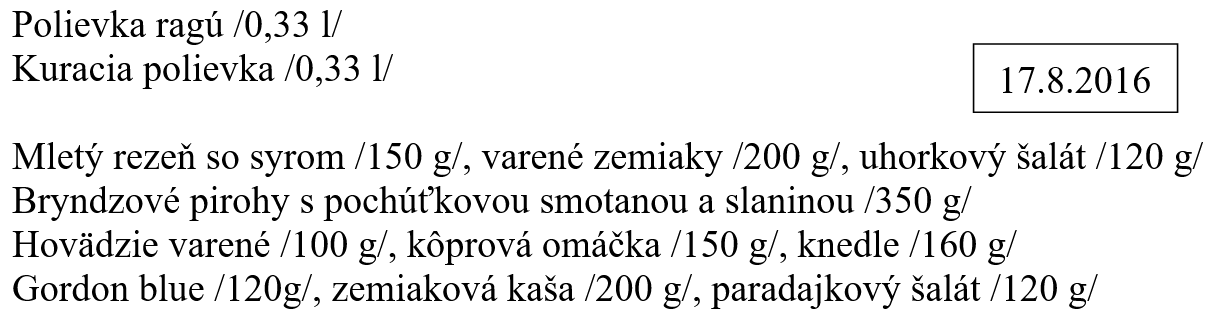 Polievka ragú /0,33 l/
Kuracia polievka /0,33 l/
17.8.2016
Mletý rezeň so syrom /150 g/, varené zemiaky /200 g/, uhorkový šalát /120 g/
Bryndzové pirohy s pochúťkovou smotanou a slaninou /350 g/
Hovädzie varené /100 g/, kôprová omáčka /150 g/, knedle /160 g/
Gordon blue /120g/, zemiaková kaša /200 g/, paradajkový šalát /120 g/